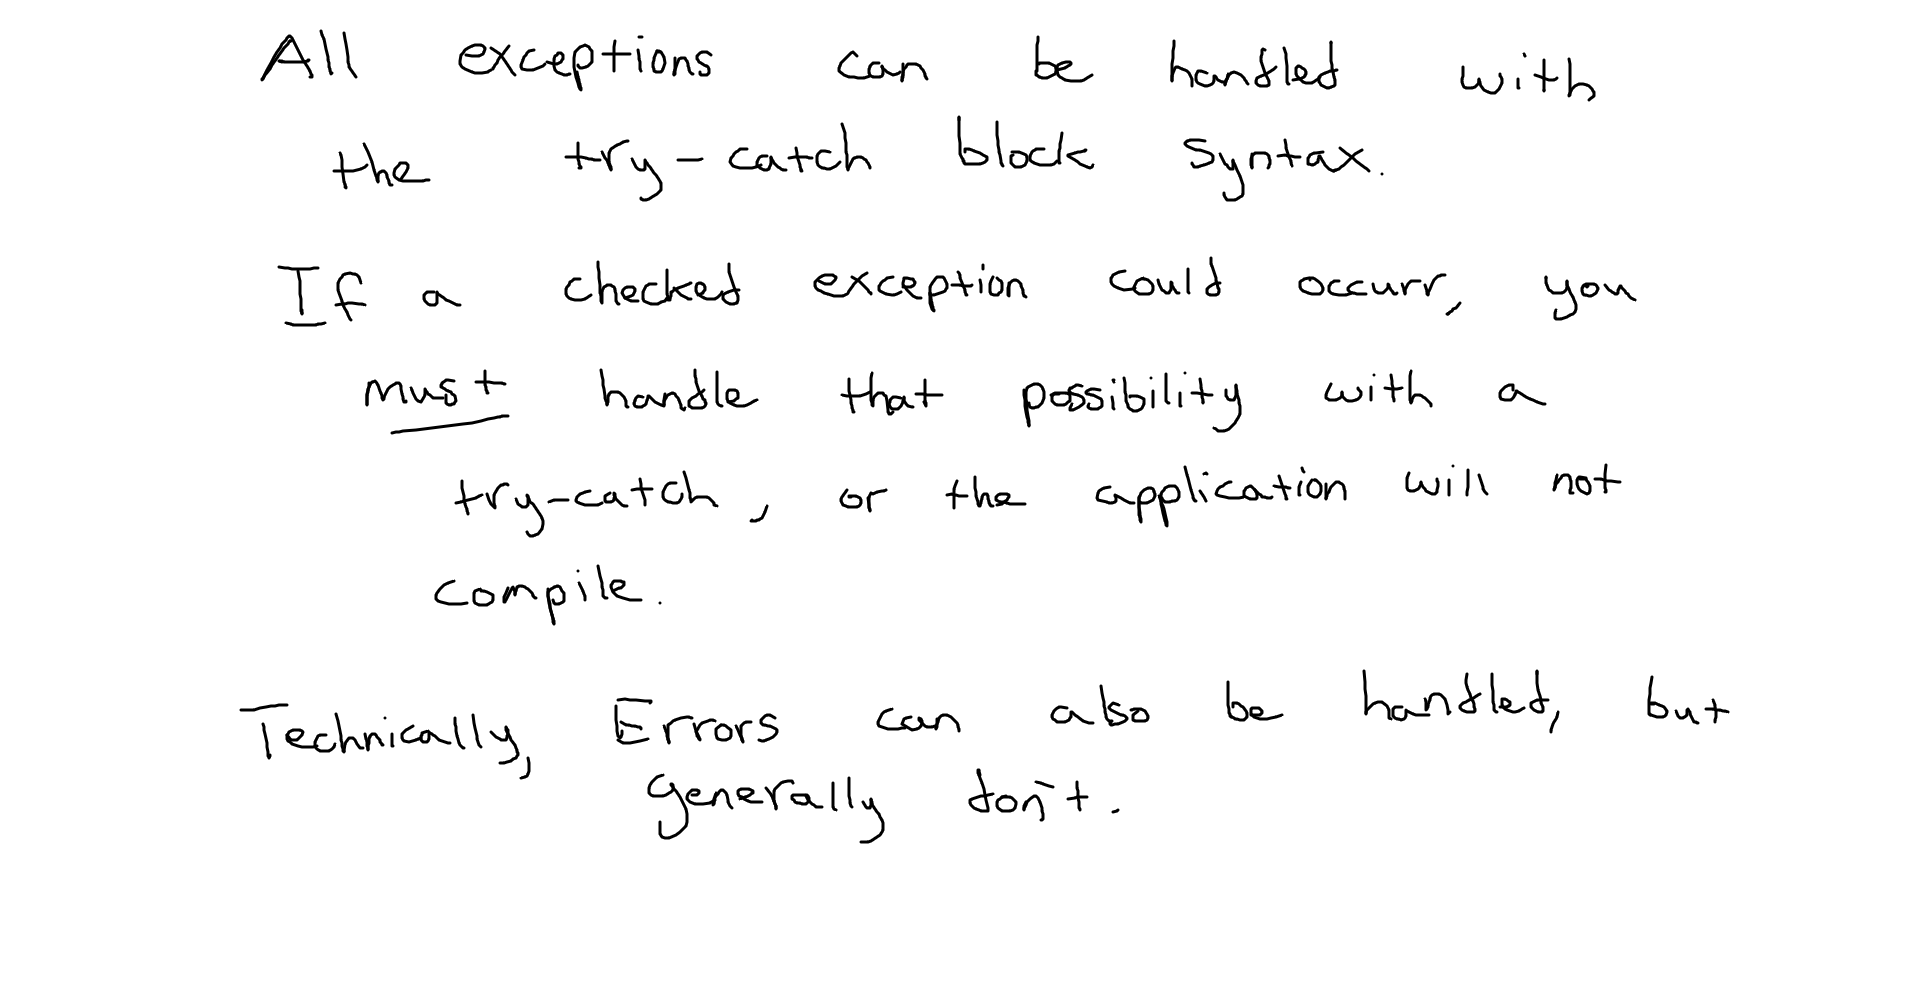 All exceptions can be handled with
the try-catch block syntax.
If a checked exception could occurr, you
must handle that possibility with a
try-catch, or the application will not
compile.
Technically, Errors can also be handled, but
generally don't.